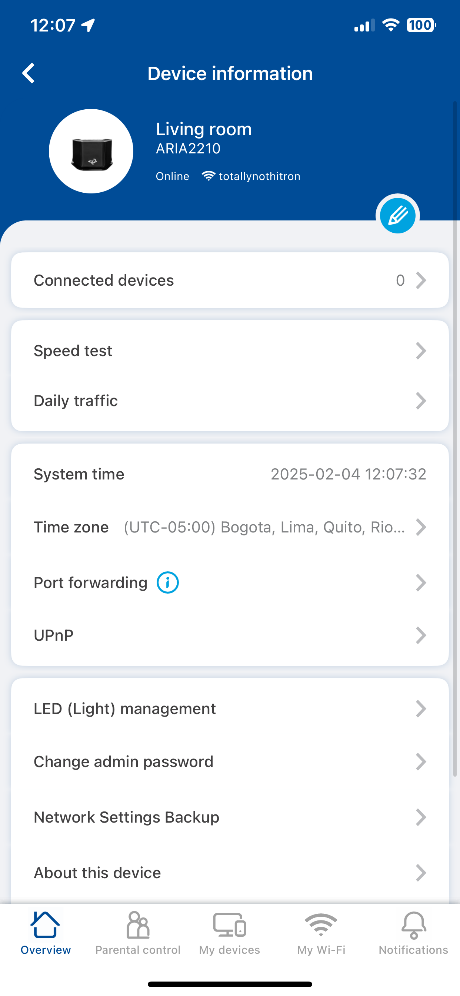 12:07
100
Device information
Living room
ARIA2210
Online totallynothitron
Connected devices 0
Speed test
Daily traffic
System time 2025-02-04 12:07:32
Time zone (UTC-05:00) Bogota, Lima, Quito, Rio...
Port forwarding
UPnP
LED (Light) management
Change admin password
Network Settings Backup
About this device
Overview Parental control My devices My Wi-Fi Notifications